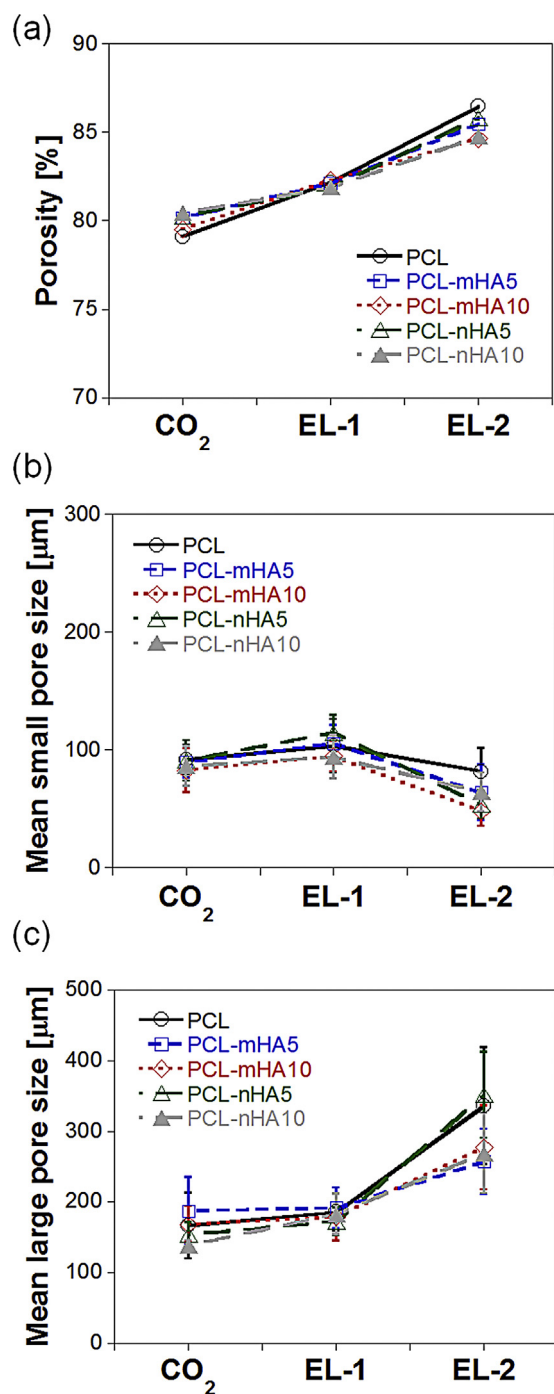 (a)
Porosity [%]
90
85
80
75
70
PCL
PCL-mHA5
PCL-mHA10
PCL-nHA5
PCL-nHA10
CO₂ EL-1 EL-2
(b)
Mean small pore size [µm]
300
200
100
0
PCL
PCL-mHA5
PCL-mHA10
PCL-nHA5
PCL-nHA10
CO₂ EL-1 EL-2
(c)
Mean large pore size [µm]
500
400
300
200
100
0
PCL
PCL-mHA5
PCL-mHA10
PCL-nHA5
PCL-nHA10
CO₂ EL-1 EL-2